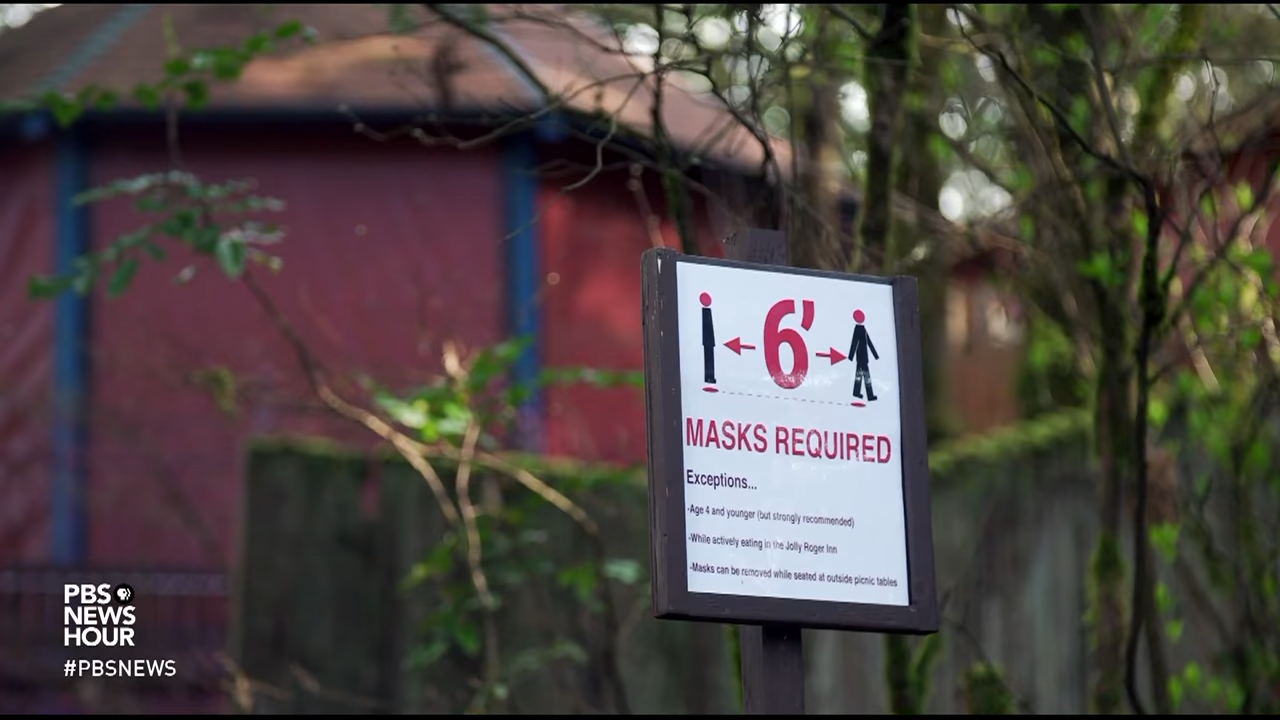 6'
MASKS REQUIRED
Exceptions...
-Age 4 and younger (but strongly recommended)
-While actively eating in the Jolly Roger Inn
-Masks can be removed while seated at outside picnic tables
PBS
NEWS
HOUR
#PBSNEWS